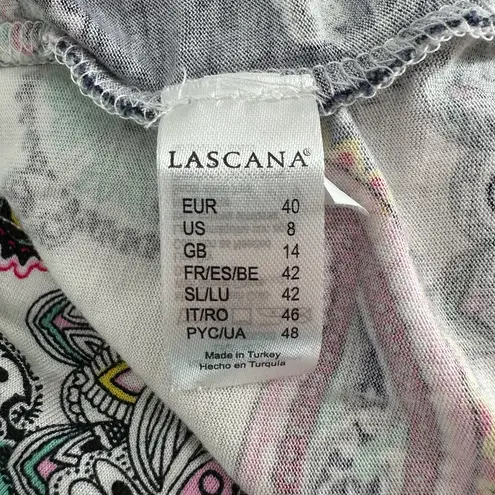 LASCANA®
EUR 40
US 8
GB 14
FR/ES/BE 42
SL/LU 42
IT/RO 46
PYC/UA 48
Made in Turkey
Hecho en Turquia